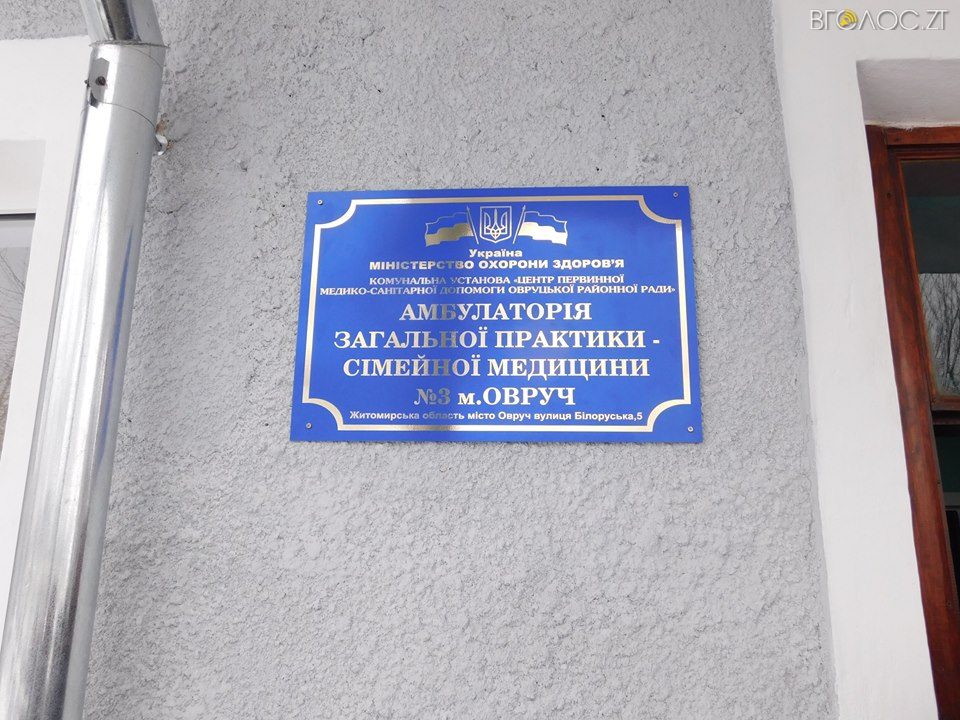 ВГОЛОС.ZT
Україна
МІНІСТЕРСТВО ОХОРОНИ ЗДОРОВ'Я
КОМУНАЛЬНА УСТАНОВА «ЦЕНТР ПЕРВИННОЇ
МЕДИКО-САНІТАРНОЇ ДОПОМОГИ ОВРУЦЬКОЇ РАЙОННОЇ РАДИ»
АМБУЛАТОРІЯ
ЗАГАЛЬНОЇ ПРАКТИКИ -
СІМЕЙНОЇ МЕДИЦИНИ
№3 м.ОВРУЧ
Житомирська область місто Овруч вулиця Білоруська,5